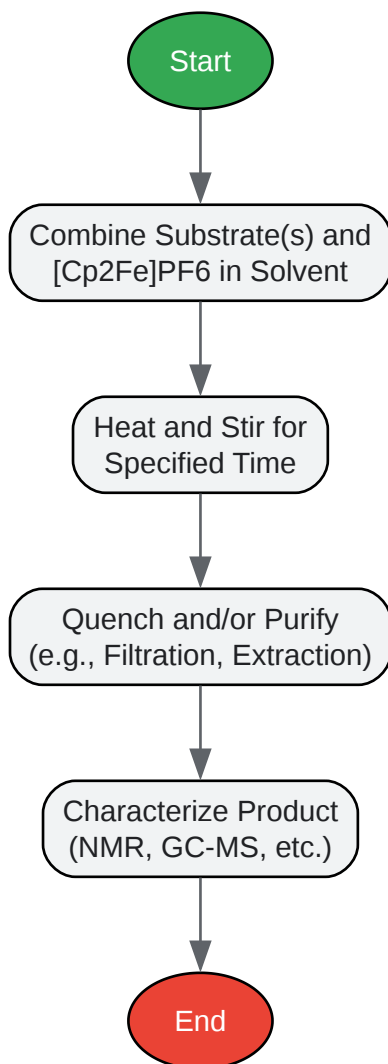 Start
Combine Substrate(s) and
[Cp2Fe]PF6 in Solvent
Heat and Stir for
Specified Time
Quench and/or Purify
(e.g., Filtration, Extraction)
Characterize Product
(NMR, GC-MS, etc.)
End